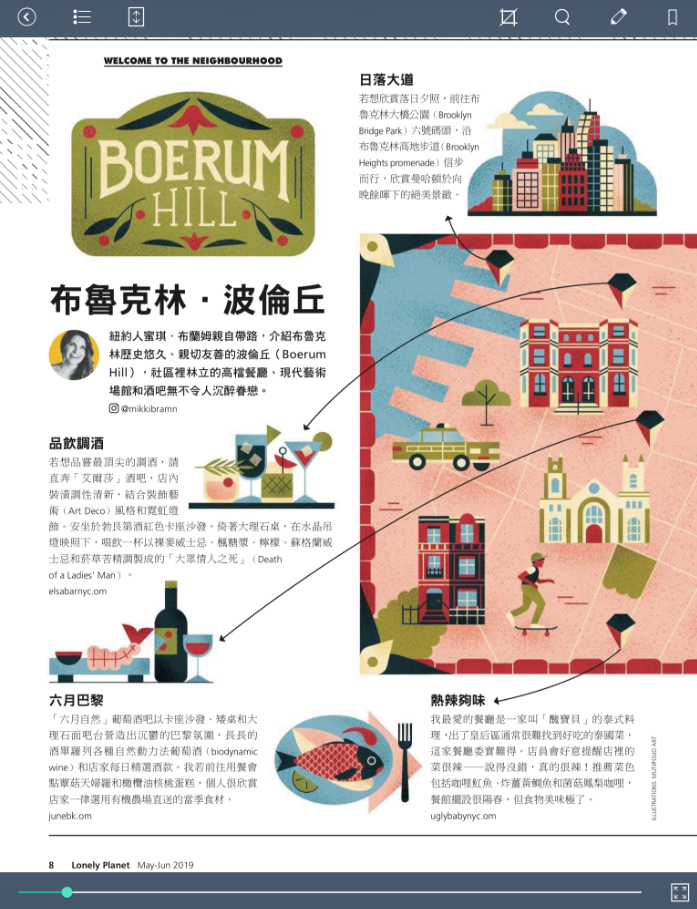 WELCOME TO THE NEIGHBOURHOOD
BOERUM
HILL
布魯克林・波倫丘
紐約人蜜琪・布蘭姆親自帶路，介紹布魯克
林歷史悠久、親切友善的波倫丘（Boerum
Hill），社區裡林立的高檔餐廳、現代藝術
場館和酒吧無不令人沉醉眷戀。
@mikkibramn
日落大道
若想欣賞落日夕照，前往布
魯克林大橋公園（Brooklyn
Bridge Park）六號碼頭，沿
布魯克林高地步道（Brooklyn
Heights promenade）信步
而行，欣賞曼哈頓於向
晚餘暉下的絕美景緻。
品飲調酒
若想品嘗最頂尖的調酒，請
直奔「艾爾莎」酒吧，店內
裝潢調性清新，結合裝飾藝
術（Art Deco）風格和霓虹燈
飾。安坐於勃艮第酒紅色卡座沙發，倚著大理石桌，在水晶吊
燈映照下，啜飲一杯以裸麥威士忌、楓糖漿、檸檬、蘇格蘭威
士忌和菸草苦精調製成的「大眾情人之死」（Death
of a Ladies' Man）。
elsabarnyc.om
六月巴黎
「六月自然」葡萄酒吧以卡座沙發、矮桌和大
理石面吧台營造出沉鬱的巴黎氛圍，長長的
酒單羅列各種自然動力法葡萄酒（biodynamic
wine）和店家每日精選酒款。我若前往用餐會
點蕈菇天婦羅和橄欖油核桃蛋糕，個人很欣賞
店家一律選用有機農場直送的當季食材。
junebk.om
熱辣夠味
我最愛的餐廳是一家叫「醜寶貝」的泰式料
理，出了皇后區通常很難找到好吃的泰國菜，
這家餐廳委實難得。店員會好意提醒店裡的
菜很辣——說得沒錯，真的很辣！推薦菜色
包括咖哩魟魚、炸薑黃鯛魚和菌菇鳳梨咖哩，
餐館擺設很陽春，但食物美味極了。
uglybabynyc.om
ILLUSTRATIONS: MUTI/FOLIO ART
8 Lonely Planet May-Jun 2019